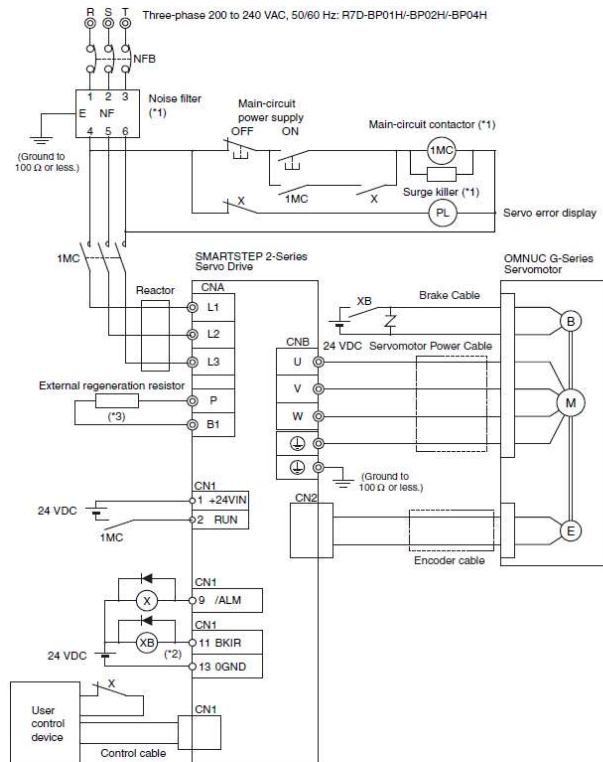 R S T
Three-phase 200 to 240 VAC, 50/60 Hz: R7D-BP01H/-BP02H/-BP04H
NFB
1 2 3
E NF
4 5 6
Noise filter
(*1)
(Ground to
100 Ω or less.)
Main-circuit
power supply
OFF ON
Main-circuit contactor (*1)
1MC
Surge killer (*1)
1MC
X
X
PL
Servo error display
1MC
Reactor
SMARTSTEP 2-Series
Servo Drive
CNA
L1
L2
L3
External regeneration resistor
(*3)
P
B1
OMNUC G-Series
Servomotor
XB
Brake Cable
24 VDC
Servomotor Power Cable
B
CNB
U
V
W
M
(Ground to
100 Ω or less.)
CN2
E
Encoder cable
CN1
24 VDC
1 +24VIN
2 RUN
1MC
CN1
X
9 /ALM
CN1
XB
(*2)
11 BKIR
24 VDC
13 0GND
X
CN1
User
control
device
Control cable